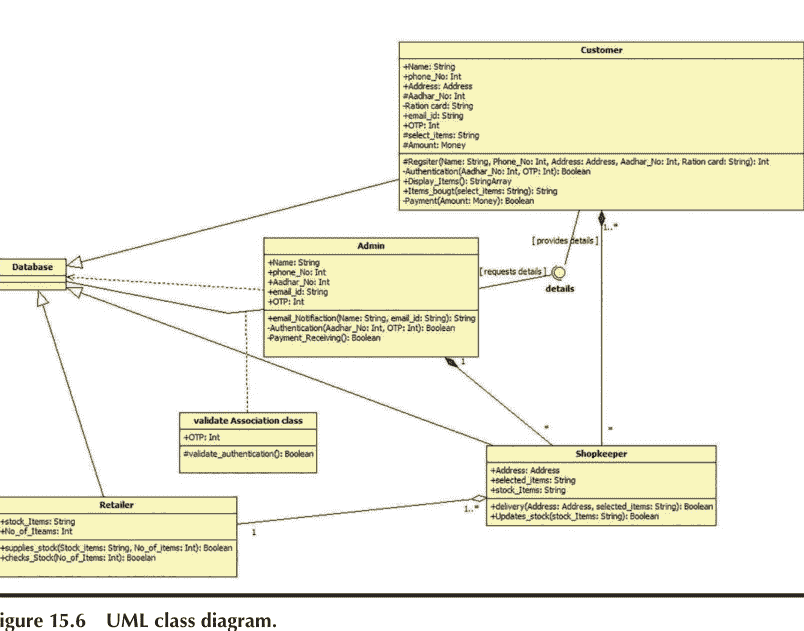 Customer
+Name: String
+phone_No: Int
+Address: Address
#Aadhar_No: Int
-Ration card: String
+email_id: String
+OTP: Int
#select_items: String
#Amount: Money
#Regsiter(Name: String, Phone_No: Int, Address: Address, Aadhar_No: Int, Ration card: String): Int
-Authentication(Aadhar_No: Int, OTP: Int): Boolean
+Display_Items(): StringArray
+Items_bougt(select_items: String): String
-Payment(Amount: Money): Boolean
1..*
[ provides details ]
Admin
+Name: String
+phone_No: Int
+Aadhar_No: Int
+email_id: String
+OTP: Int
+email_Notifiaction(Name: String, email_id: String): String
-Authentication(Aadhar_No: Int, OTP: Int): Boolean
-Payment_Receiving(): Boolean
Database
[ requests details ]
details
1
*
*
validate Association class
+OTP: Int
#validate_authentication(): Boolean
Shopkeeper
+Address: Address
+selected_items: String
+stock_Items: String
+delivery(Address: Address, selected_items: String): Boolean
+Updates_stock(stock_Items: String): Boolean
1..*
1
Retailer
+stock_Items: String
+No_of_Iteams: Int
+supplies_stock(Stock_items: String, No_of_items: Int): Boolean
+checks_Stock(No_of_Items: Int): Booelan
igure 15.6 UML class diagram.